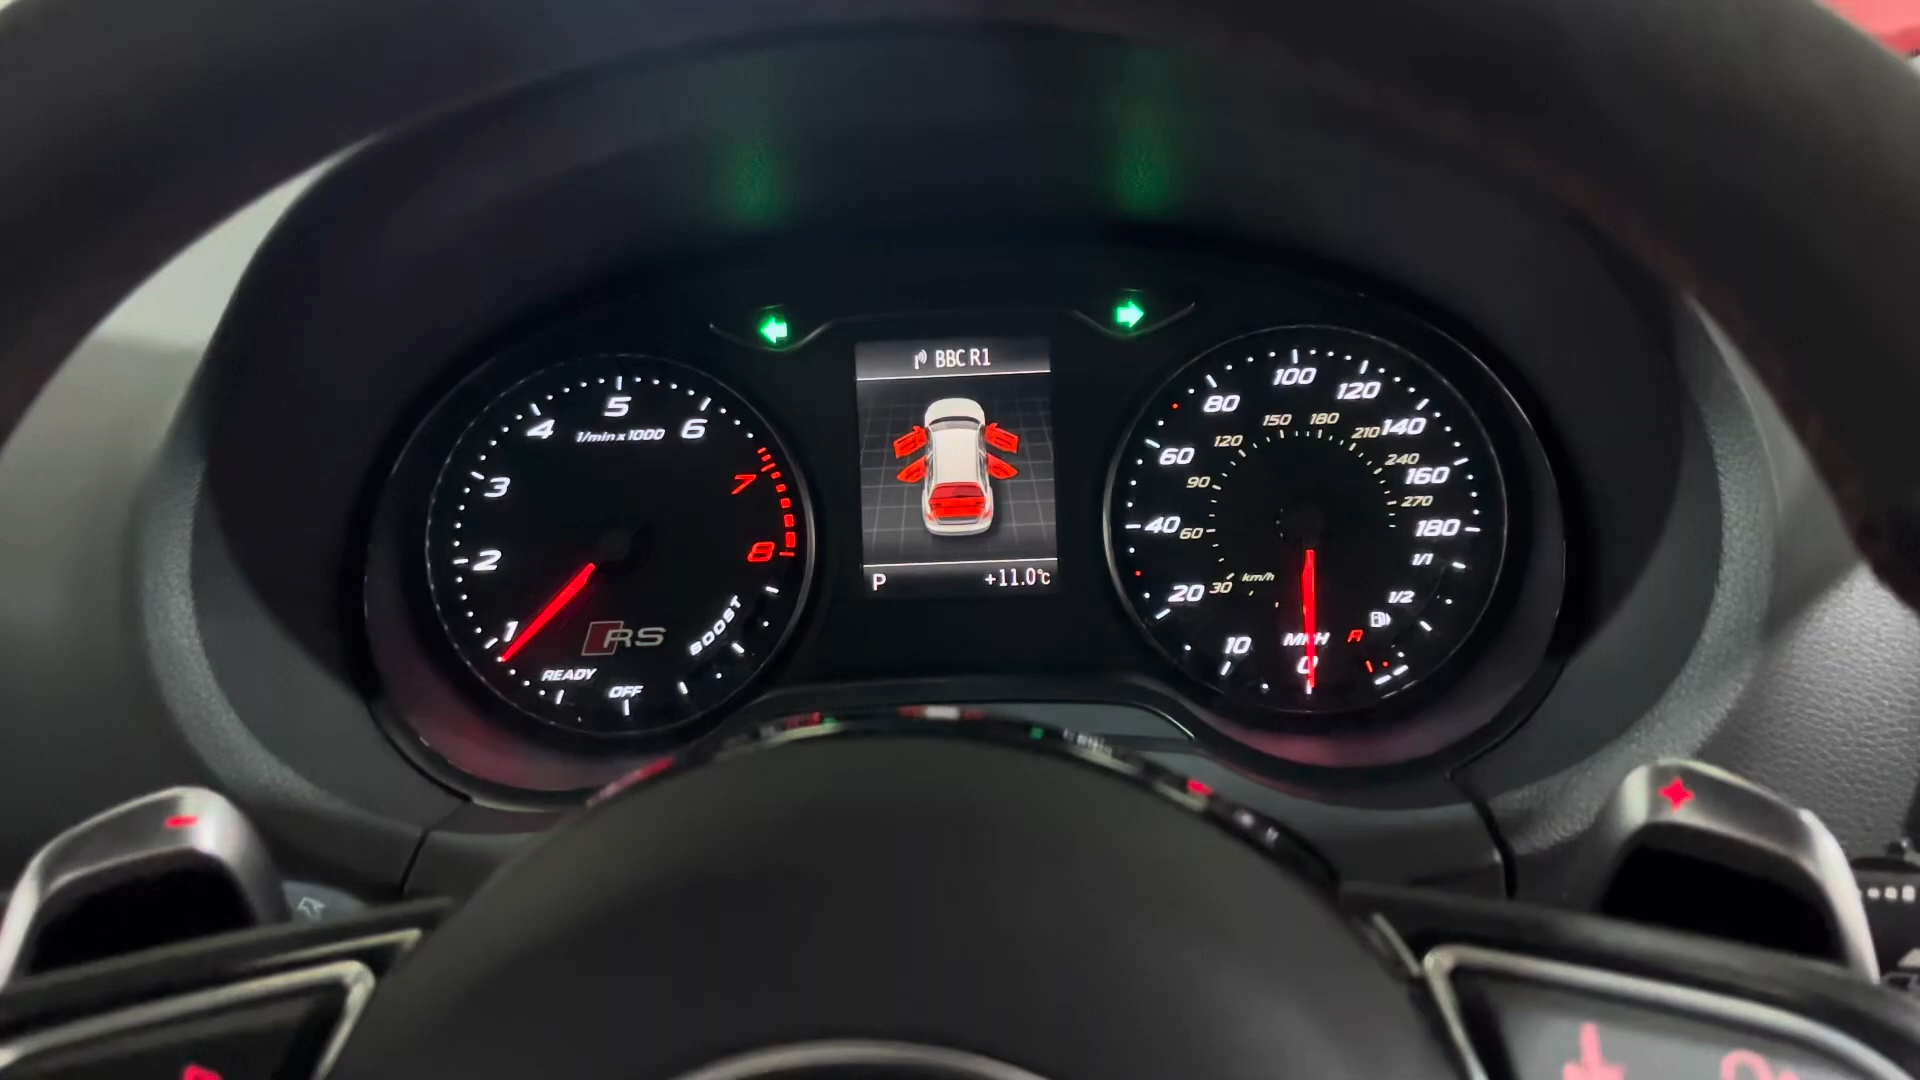 BBC R1
P +11.0°C
1 2 3 4 5 6 7 8
1/min x 1000
RS
READY
OFF
BOOST
0 10 20 40 60 80 100 120 140 160 180
30 60 90 120 150 180 210 240 270
km/h
MPH
1/1
1/2
R
-
+